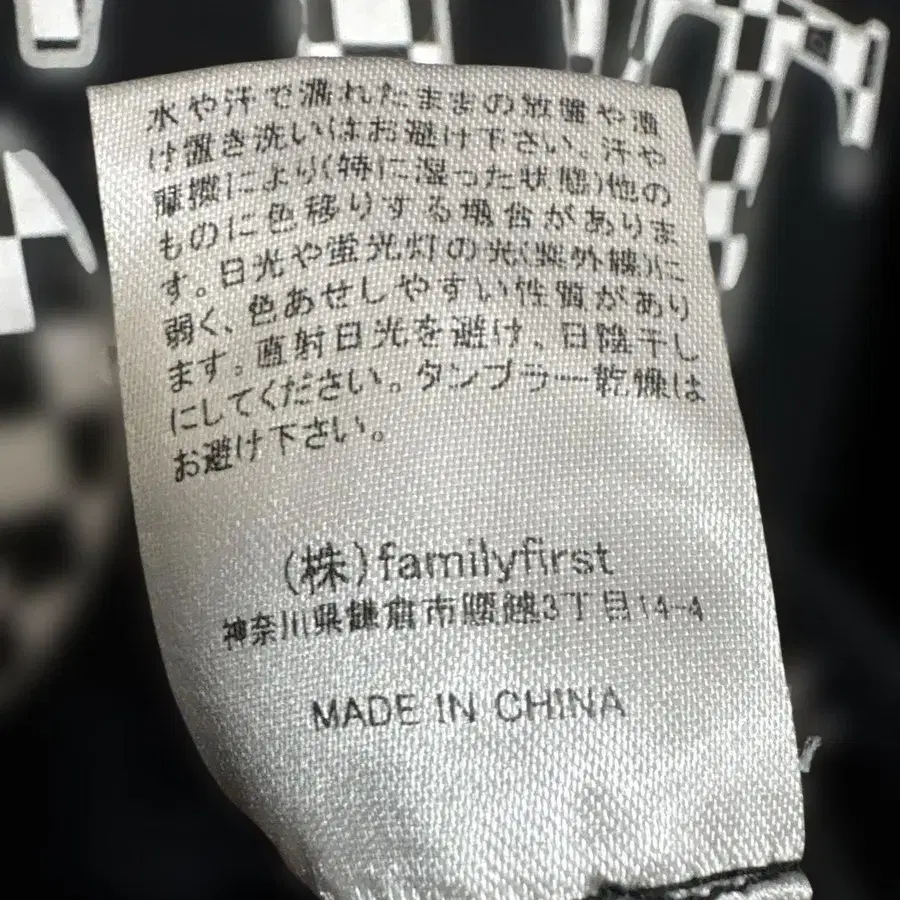 水や汗で濡れたままの放置や漬
け置き洗いはお避け下さい。汗や
摩擦により(特に湿った状態)他の
ものに色移りする場合がありま
す。日光や蛍光灯の光(紫外線)に
弱く、色あせしやすい性質があり
ます。直射日光を避け、日陰干し
にしてください。タンブラー乾燥は
お避け下さい。
(株)familyfirst
神奈川県鎌倉市腰越3丁目14-4
MADE IN CHINA